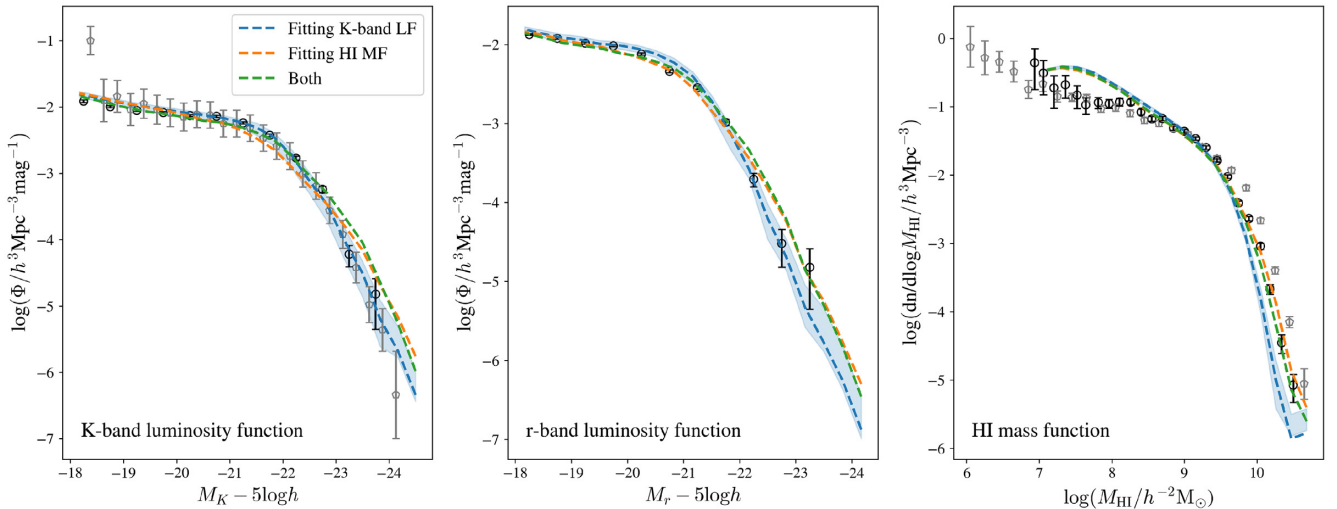 Fitting K-band LF
Fitting HI MF
Both
−1
−2
−3
−4
−5
−6
−7
log(Φ/h³Mpc⁻³mag⁻¹)
K-band luminosity function
−18 −19 −20 −21 −22 −23 −24
M_K − 5logh
−2
−3
−4
−5
−6
−7
log(Φ/h³Mpc⁻³mag⁻¹)
r-band luminosity function
−18 −19 −20 −21 −22 −23 −24
M_r − 5logh
0
−1
−2
−3
−4
−5
−6
log(dn/dlogM_HI/h³Mpc⁻³)
HI mass function
6 7 8 9 10
log(M_HI/h⁻²M_⊙)